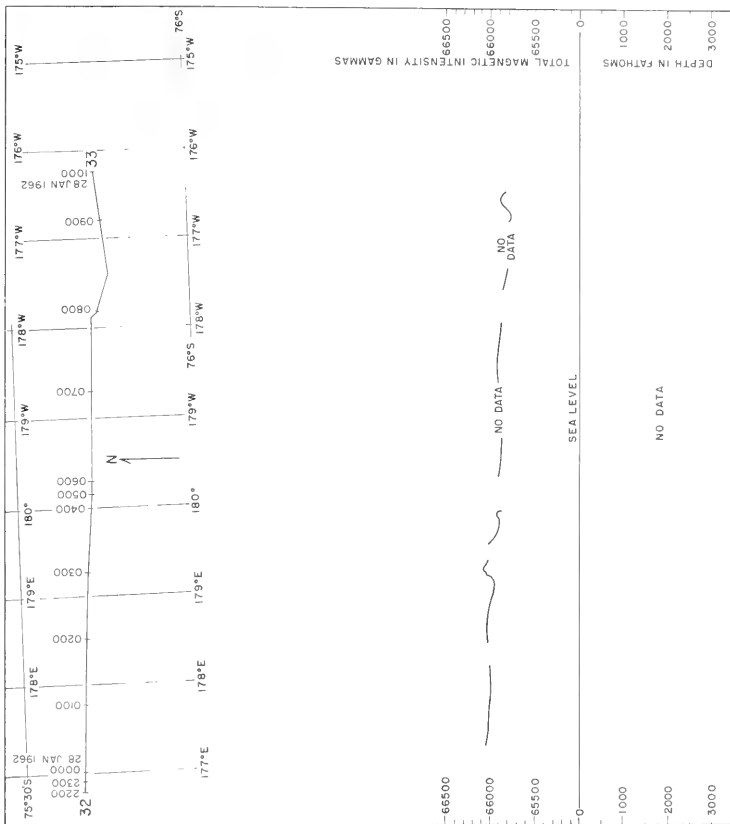 75°30'S
178°E
179°E
180°
179°W
178°W
177°W
176°W
175°W
32
2200
2300
0000
28 JAN 1962
0100
0200
0300
0400
0500
0600
0700
0800
0900
1000
28 JAN 1962
33
N
76°S
76°S
177°E
178°E
179°E
180°
179°W
178°W
177°W
176°W
175°W
66500
66000
65500
0
1000
2000
3000
NO DATA
NO
DATA
SEA LEVEL
NO DATA
66500
66000
65500
0
1000
2000
3000
TOTAL MAGNETIC INTENSITY IN GAMMAS
DEPTH IN FATHOMS